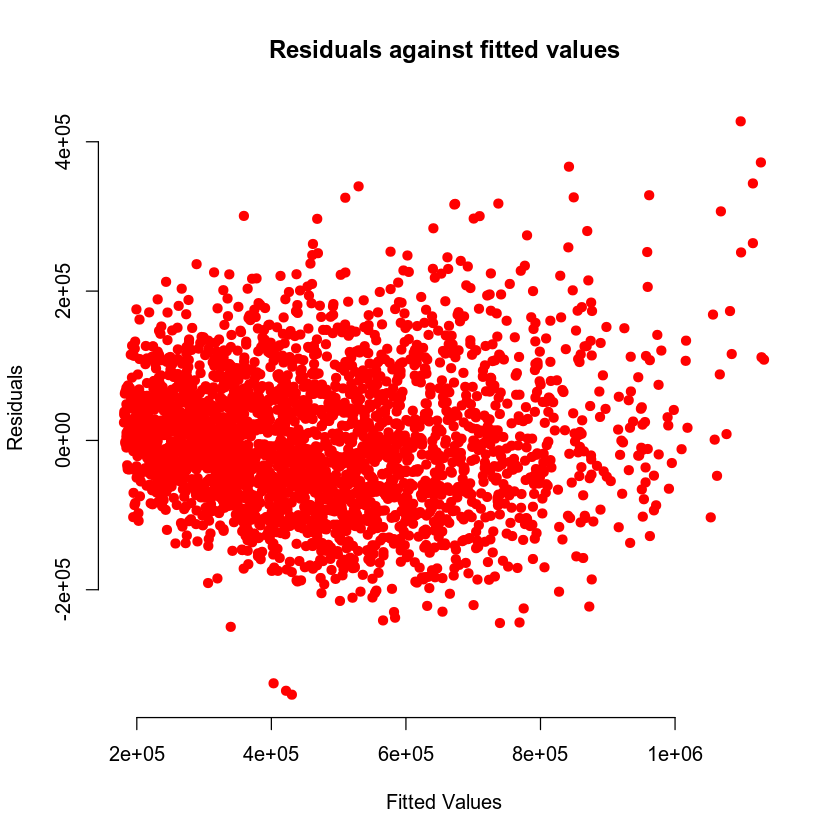 Residuals against fitted values
4e+05
2e+05
0e+00
-2e+05
Residuals
2e+05 4e+05 6e+05 8e+05 1e+06
Fitted Values